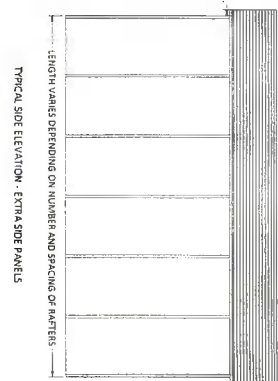 LENGTH VARIES DEPENDING ON NUMBER AND SPACING OF RAFTERS
TYPICAL SIDE ELEVATION - EXTRA SIDE PANELS